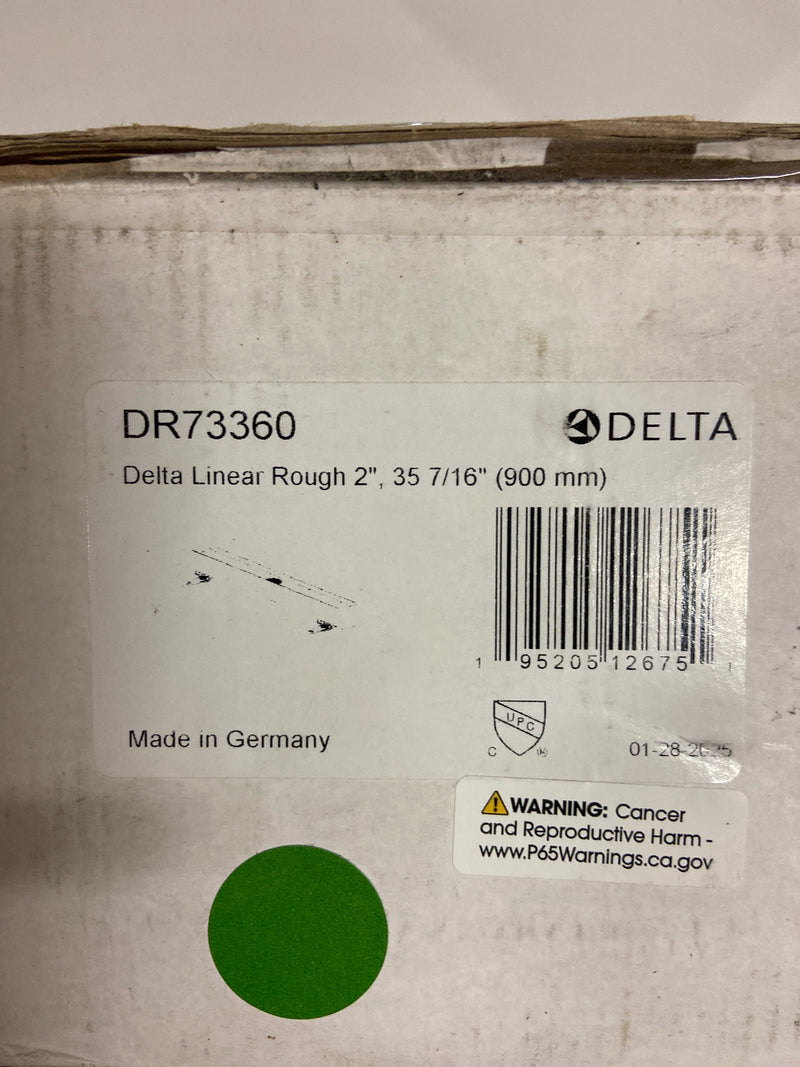 DR73360
DELTA
Delta Linear Rough 2", 35 7/16" (900 mm)
1 95205 12675 1
UPC
C ®
Made in Germany
WARNING: Cancer
and Reproductive Harm -
www.P65Warnings.ca.gov